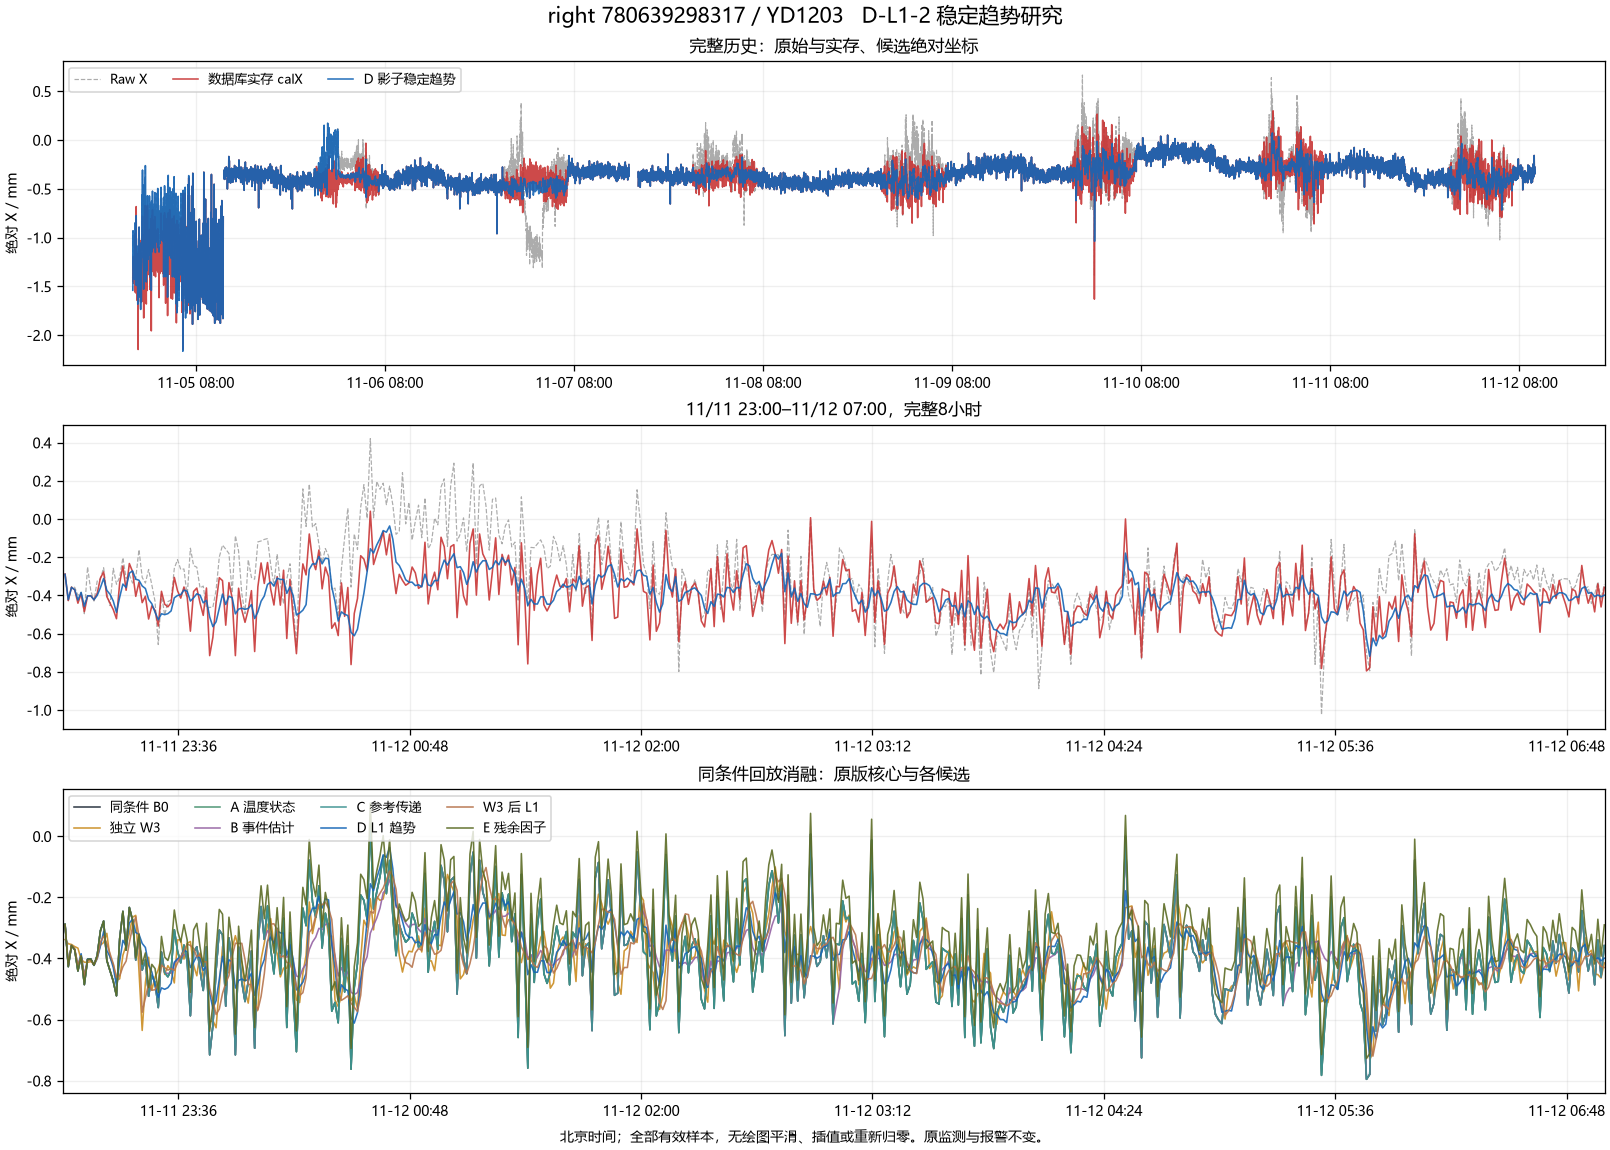 right 780639298317 / YD1203   D-L1-2 稳定趋势研究
完整历史：原始与实存、候选绝对坐标
Raw X   数据库实存 calX   D 影子稳定趋势
绝对 X / mm
0.5
0.0
-0.5
-1.0
-1.5
-2.0
11-05 08:00   11-06 08:00   11-07 08:00   11-08 08:00   11-09 08:00   11-10 08:00   11-11 08:00   11-12 08:00
11/11 23:00–11/12 07:00，完整8小时
绝对 X / mm
0.4
0.2
0.0
-0.2
-0.4
-0.6
-0.8
-1.0
11-11 23:36   11-12 00:48   11-12 02:00   11-12 03:12   11-12 04:24   11-12 05:36   11-12 06:48
同条件回放消融：原版核心与各候选
同条件 B0   A 温度状态   C 参考传递   W3 后 L1
独立 W3   B 事件估计   D L1 趋势   E 残余因子
绝对 X / mm
0.0
-0.2
-0.4
-0.6
-0.8
11-11 23:36   11-12 00:48   11-12 02:00   11-12 03:12   11-12 04:24   11-12 05:36   11-12 06:48
北京时间；全部有效样本，无绘图平滑、插值或重新归零。原监测与报警不变。